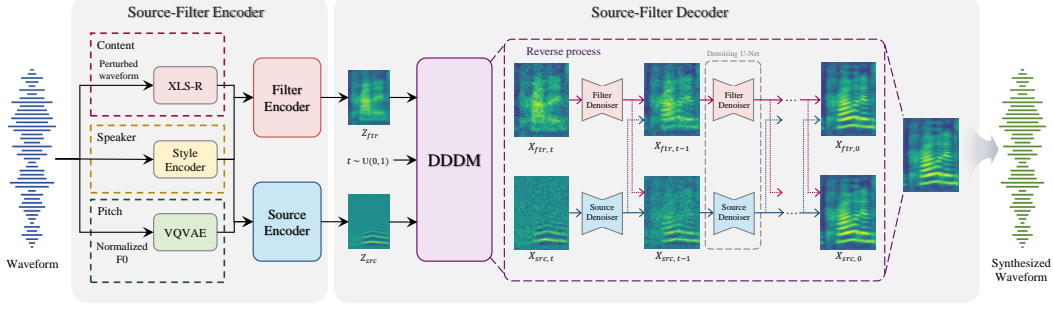 Source-Filter Encoder
Source-Filter Decoder
Content
Perturbed
waveform
XLS-R
Speaker
Style
Encoder
Pitch
VQVAE
Normalized
F0
Waveform
Filter
Encoder
Source
Encoder
Z_ftr
t ~ U(0,1)
Z_src
DDDM
Reverse process
Denoising U-Net
Filter
Denoiser
Filter
Denoiser
...
X_ftr,t
X_ftr,t−1
X_ftr,0
Source
Denoiser
Source
Denoiser
...
X_src,t
X_src,t−1
X_src,0
Synthesized
Waveform